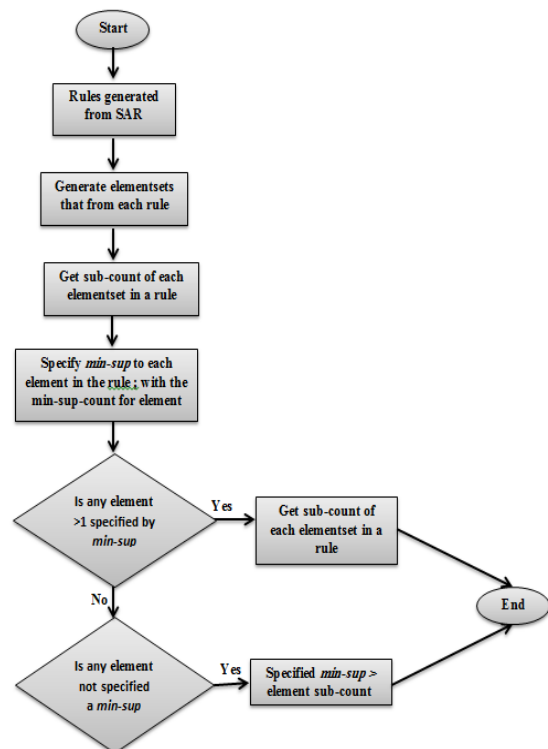 Start
Rules generated
from SAR
Generate elementsets
that from each rule
Get sub-count of each
elementset in a rule
Specify min-sup to each
element in the rule ; with the
min-sup-count for element
Is any element
>1 specified by
min-sup
Yes
Get sub-count of
each elementset in a
rule
No
End
Is any element
not specified
a min-sup
Yes
Specified min-sup >
element sub-count